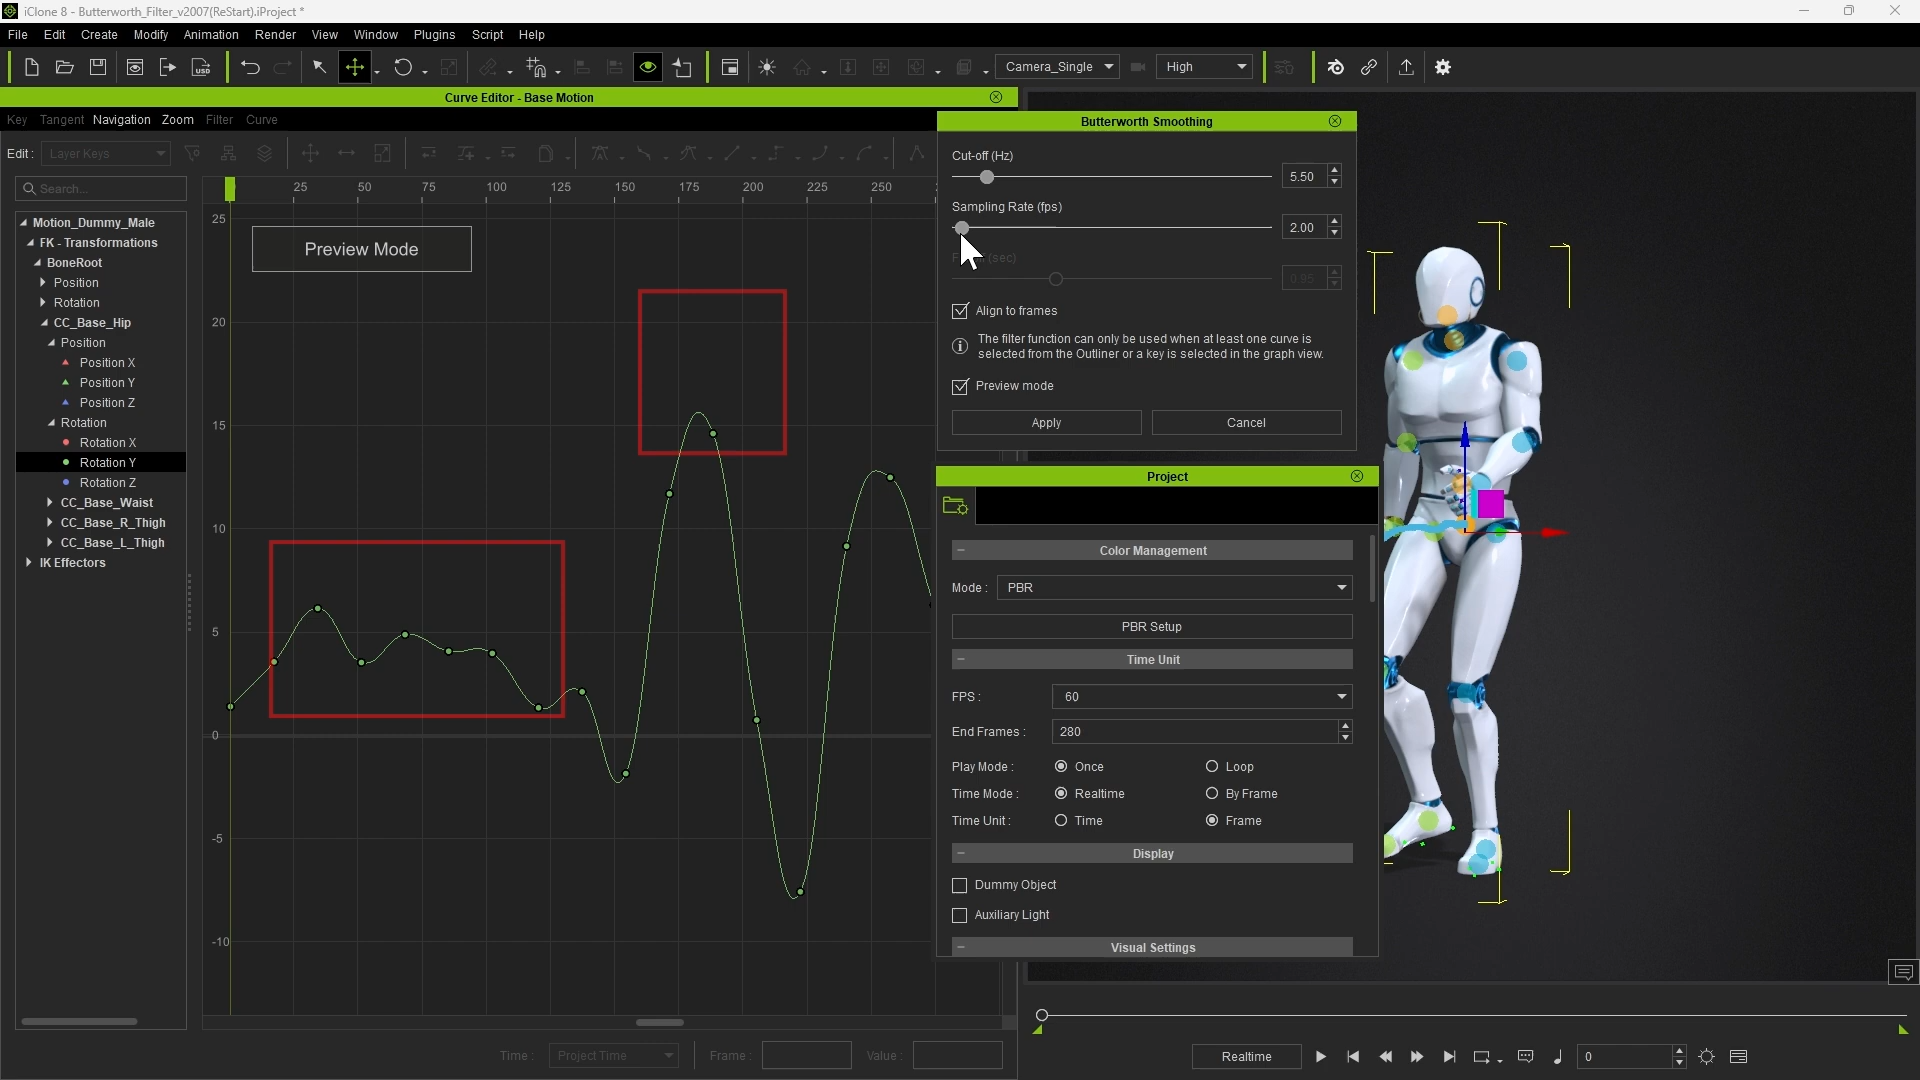 iClone 8 - Butterworth_Filter_v2007(ReStart).iProject *
File Edit Create Modify Animation Render View Window Plugins Script Help
USD
Camera_Single
High
Curve Editor - Base Motion
Key Tangent Navigation Zoom Filter Curve
Edit : Layer Keys
Search...
25 50 75 100 125 150 175 200 225 250
Motion_Dummy_Male
FK - Transformations
BoneRoot
Position
Rotation
CC_Base_Hip
Position
Position X
Position Y
Position Z
Rotation
Rotation X
Rotation Y
Rotation Z
CC_Base_Waist
CC_Base_R_Thigh
CC_Base_L_Thigh
IK Effectors
25
20
15
10
5
0
-5
-10
Preview Mode
Time : Project Time
Frame :
Value :
Butterworth Smoothing
Cut-off (Hz)
5.50
Sampling Rate (fps)
2.00
(sec)
0.95
Align to frames
The filter function can only be used when at least one curve is
selected from the Outliner or a key is selected in the graph view.
Preview mode
Apply Cancel
Project
Color Management
Mode : PBR
PBR Setup
Time Unit
FPS : 60
End Frames : 280
Play Mode : Once Loop
Time Mode : Realtime By Frame
Time Unit : Time Frame
Display
Dummy Object
Auxiliary Light
Visual Settings
Realtime
0